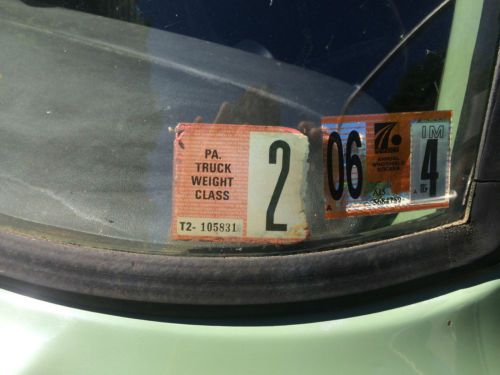 PA.
TRUCK
WEIGHT
CLASS
2
T2- 105831
06
IM
4